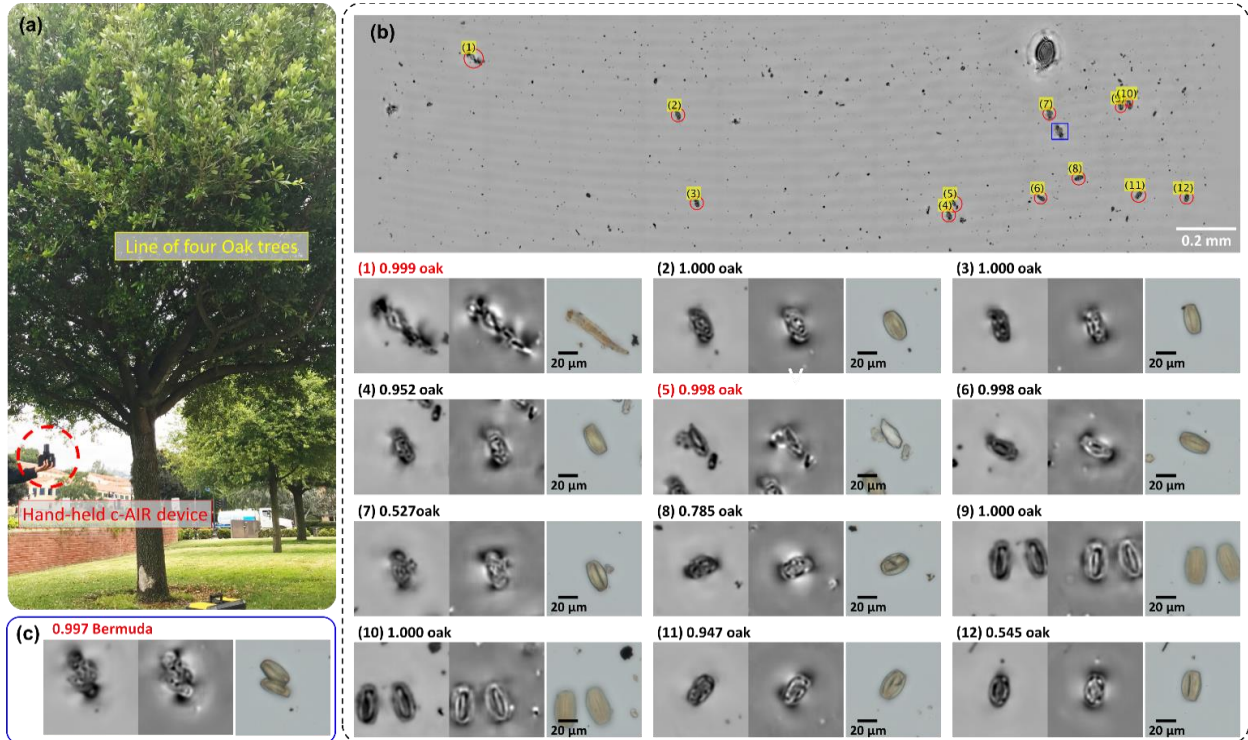 (a)
Line of four Oak trees
Hand-held c-AIR device
(b)
(1)
(2)
(3)
(4)
(5)
(6)
(7)
(8)
(10)
(11)
(12)
0.2 mm
(1) 0.999 oak
20 µm
(2) 1.000 oak
20 µm
(3) 1.000 oak
20 µm
(4) 0.952 oak
20 µm
(5) 0.998 oak
20 µm
(6) 0.998 oak
20 µm
(7) 0.527oak
20 µm
(8) 0.785 oak
20 µm
(9) 1.000 oak
20 µm
(10) 1.000 oak
20 µm
(11) 0.947 oak
20 µm
(12) 0.545 oak
20 µm
(c)
0.997 Bermuda